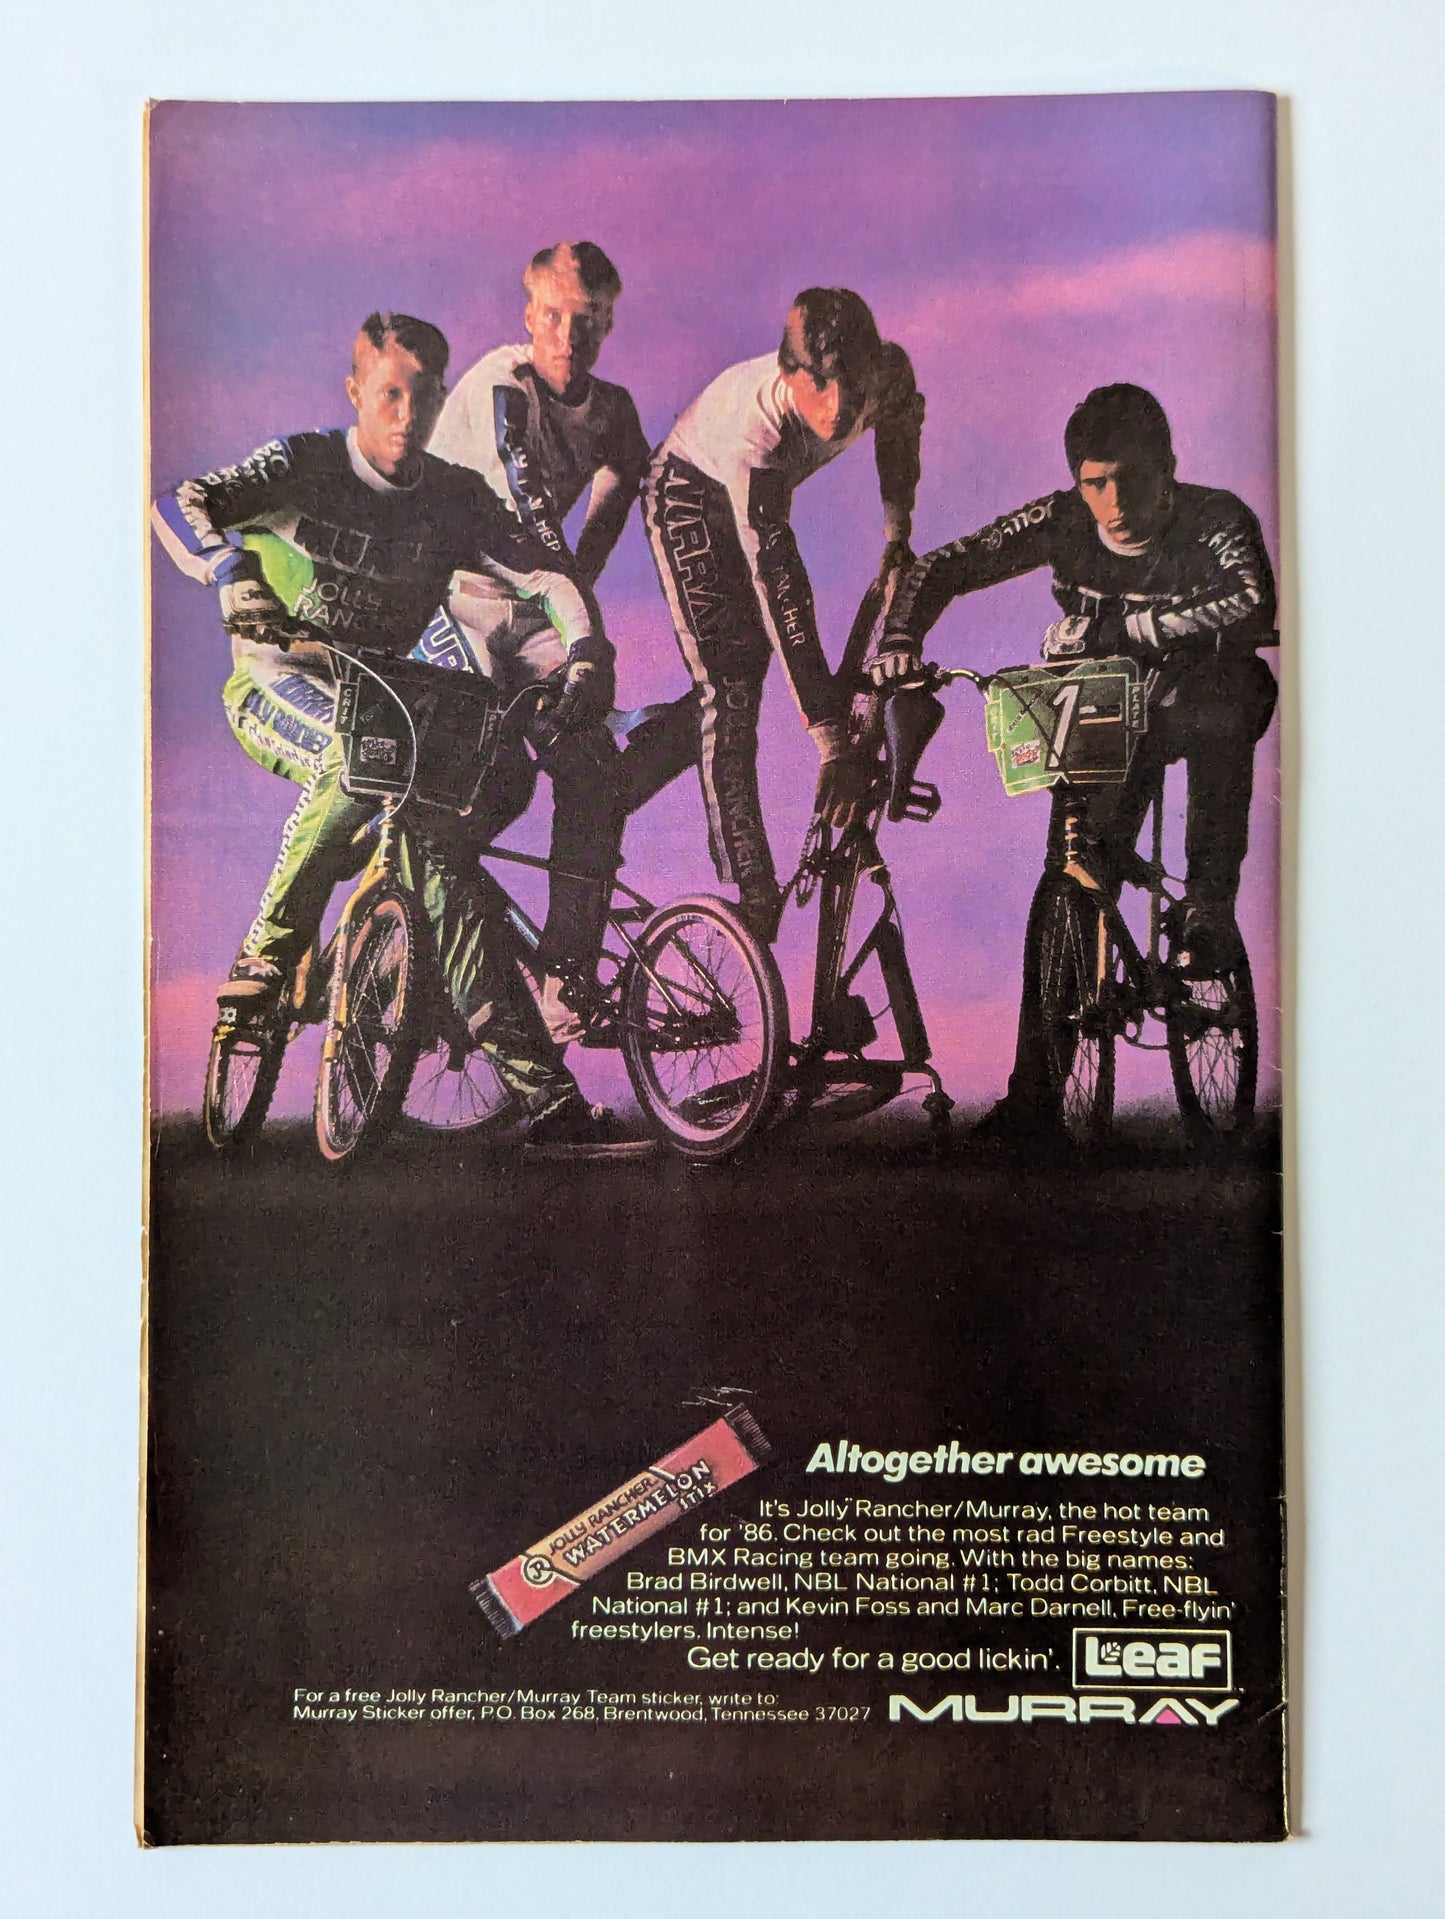 JOLLY
RANCHER
MURRAY
JOLLY RANCHER
1
PLATE
JOLLY RANCHER
WATERMELON
STIX
JR
Altogether awesome
It's Jolly Rancher/Murray, the hot team
for '86. Check out the most rad Freestyle and
BMX Racing team going. With the big names:
Brad Birdwell, NBL National #1; Todd Corbitt, NBL
National #1; and Kevin Foss and Marc Darnell, Free-flyin'
freestylers. Intense!
Get ready for a good lickin'.
Leaf
For a free Jolly Rancher/Murray Team sticker, write to:
Murray Sticker offer, P.O. Box 268, Brentwood, Tennessee 37027
MURRAY